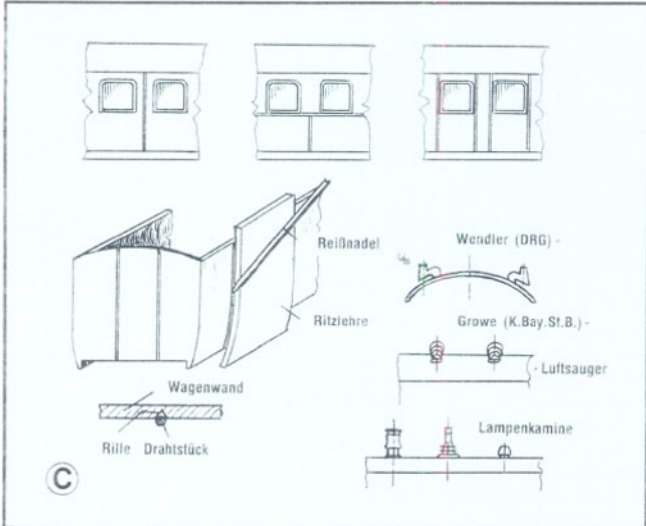 Reißnadel
Wendler (DRG) -
Ritzlehre
Growe (K.Bay.St.B.) -
- Luftsauger
Wagenwand
Rille Drahtstück
Lampenkamine
C